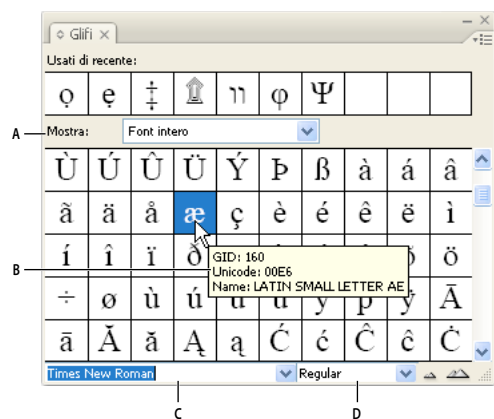 Glifi
Usati di recente:
ọ ẹ ‡ װ φ Ψ
A Mostra: Font intero
Ù Ú Û Ü Ý Þ ß à á â
ã ä å æ ç è é ê ë ì
í î ï ð ö
B GID: 160
Unicode: 00E6
Name: LATIN SMALL LETTER AE
÷ ø ù ú û ü ý þ ÿ Ā
ā Ă ă Ą ą Ć ć Ĉ ĉ Ċ
Times New Roman Regular
C D